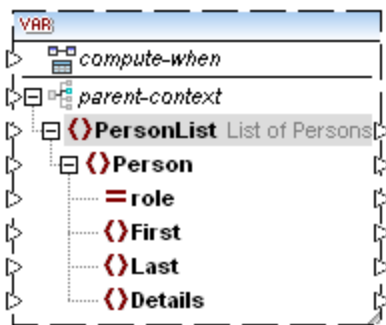 VAR
compute-when
parent-context
PersonList List of Persons
Person
role
First
Last
Details